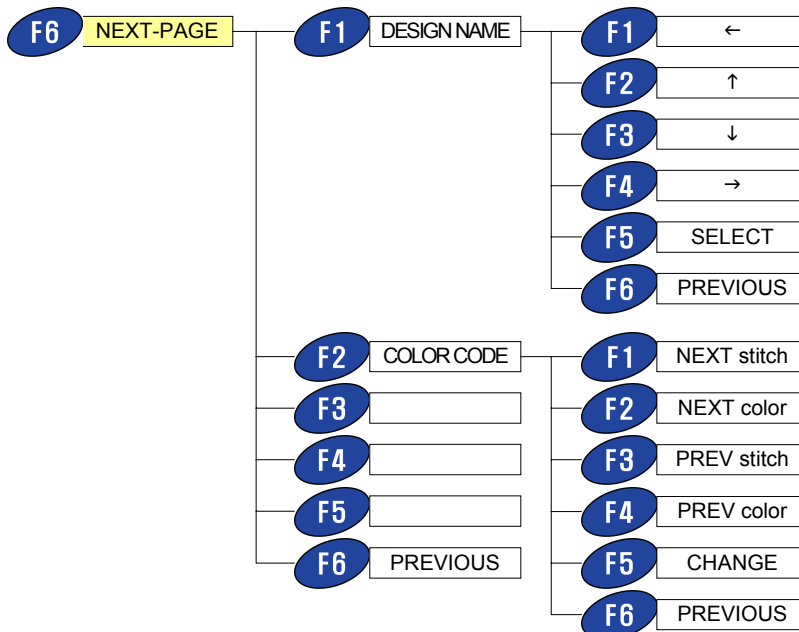 F6 NEXT-PAGE F1 DESIGN NAME F1 ←
F2 ↑
F3 ↓
F4 →
F5 SELECT
F6 PREVIOUS
F2 COLOR CODE F1 NEXT stitch
F3 F2 NEXT color
F4 F3 PREV stitch
F5 F4 PREV color
F6 PREVIOUS F5 CHANGE
F6 PREVIOUS